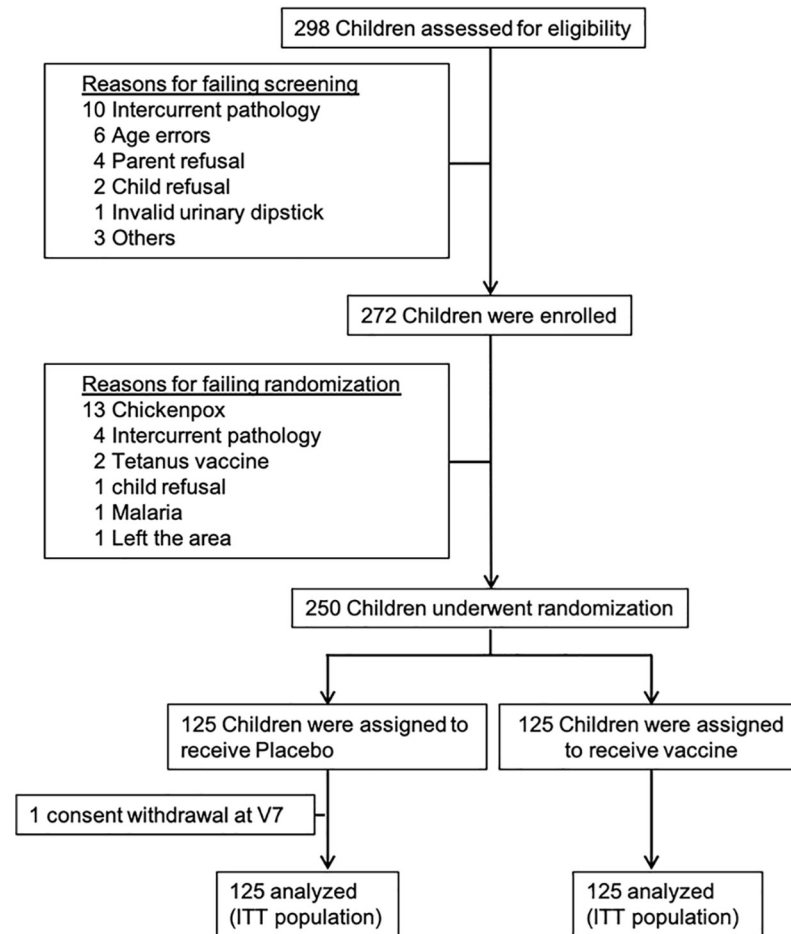 298 Children assessed for eligibility
Reasons for failing screening
10 Intercurrent pathology
6 Age errors
4 Parent refusal
2 Child refusal
1 Invalid urinary dipstick
3 Others
272 Children were enrolled
Reasons for failing randomization
13 Chickenpox
4 Intercurrent pathology
2 Tetanus vaccine
1 child refusal
1 Malaria
1 Left the area
250 Children underwent randomization
125 Children were assigned to
receive Placebo
125 Children were assigned
to receive vaccine
1 consent withdrawal at V7
125 analyzed
(ITT population)
125 analyzed
(ITT population)